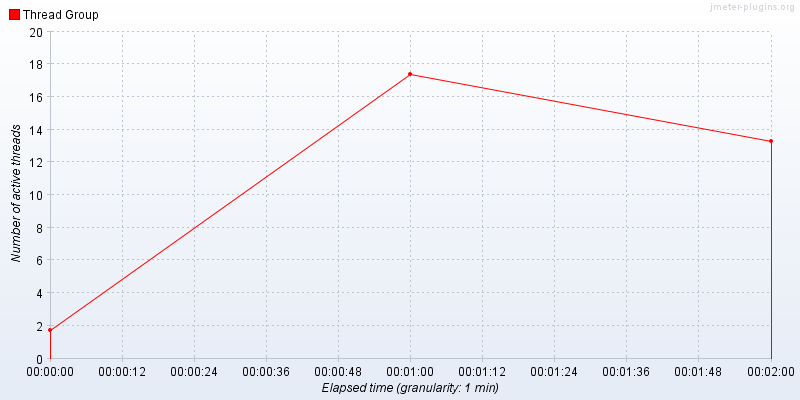 jmeter-plugins.org
Thread Group
Number of active threads
20
18
16
14
12
10
8
6
4
2
0
00:00:00 00:00:12 00:00:24 00:00:36 00:00:48 00:01:00 00:01:12 00:01:24 00:01:36 00:01:48 00:02:00
Elapsed time (granularity: 1 min)